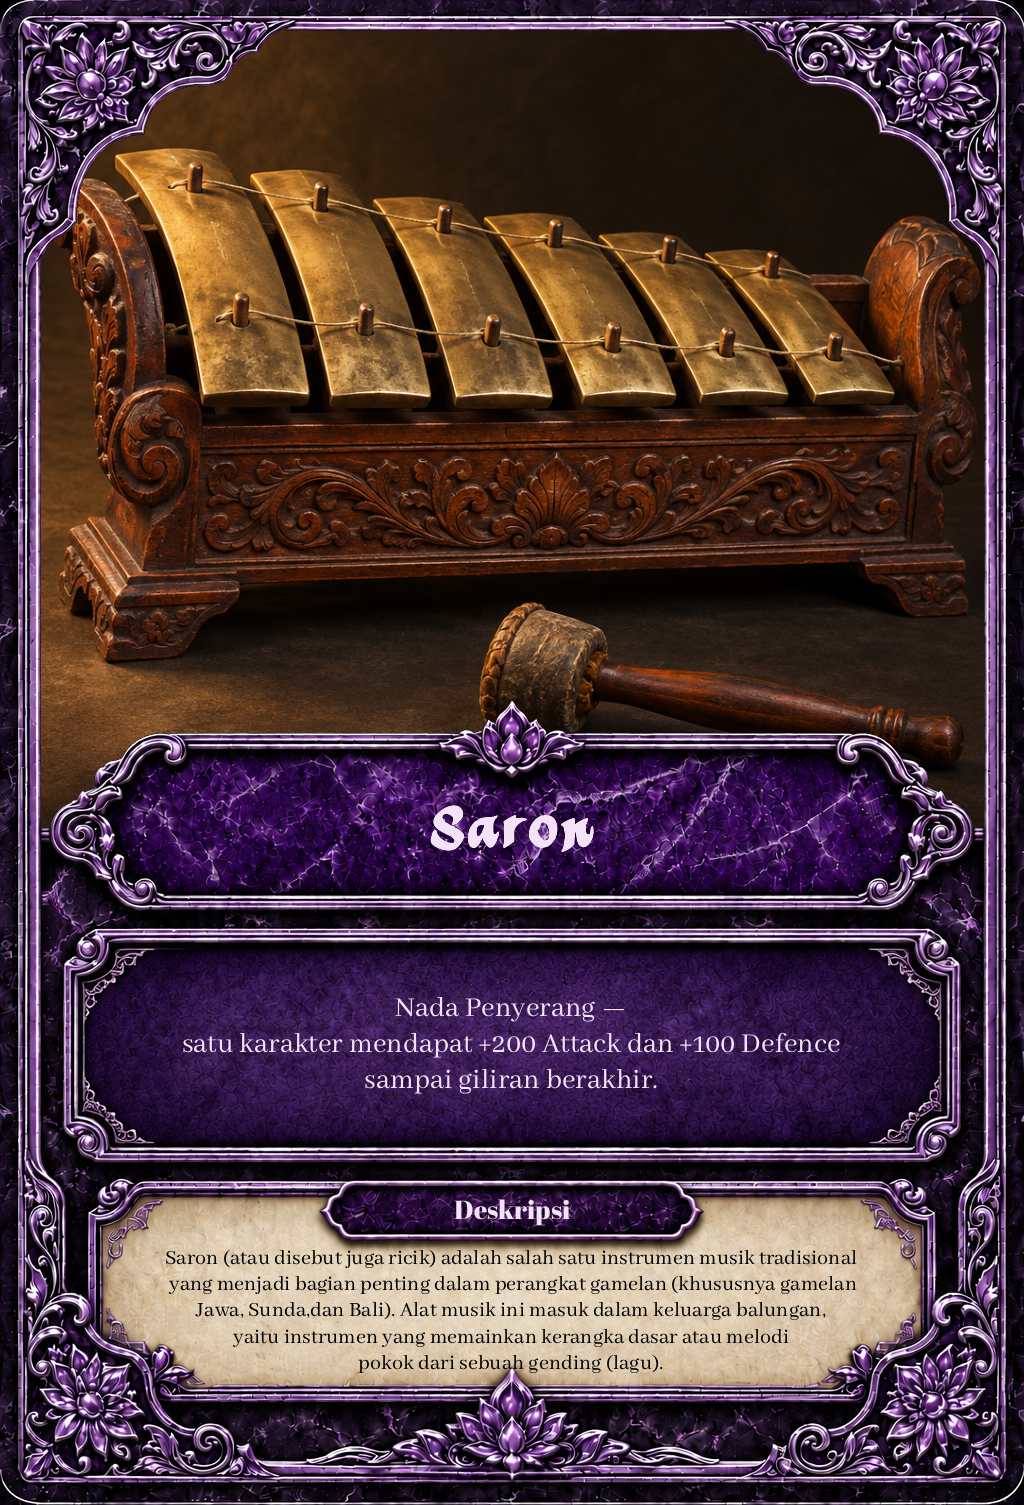 Saron
Nada Penyerang —
satu karakter mendapat +200 Attack dan +100 Defence
sampai giliran berakhir.
Deskripsi
Saron (atau disebut juga ricik) adalah salah satu instrumen musik tradisional
yang menjadi bagian penting dalam perangkat gamelan (khususnya gamelan
Jawa, Sunda,dan Bali). Alat musik ini masuk dalam keluarga balungan,
yaitu instrumen yang memainkan kerangka dasar atau melodi
pokok dari sebuah gending (lagu).